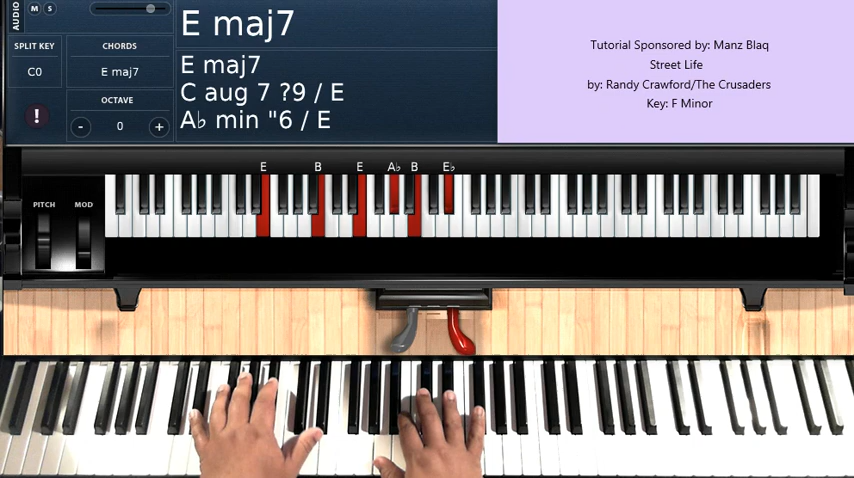 AUDIO
M S
SPLIT KEY
C0
CHORDS
E maj7
OCTAVE
- 0 +
E maj7
E maj7
C aug 7 ?9 / E
A♭ min "6 / E
Tutorial Sponsored by: Manz Blaq
Street Life
by: Randy Crawford/The Crusaders
Key: F Minor
!
E B E A♭ B E♭
PITCH MOD